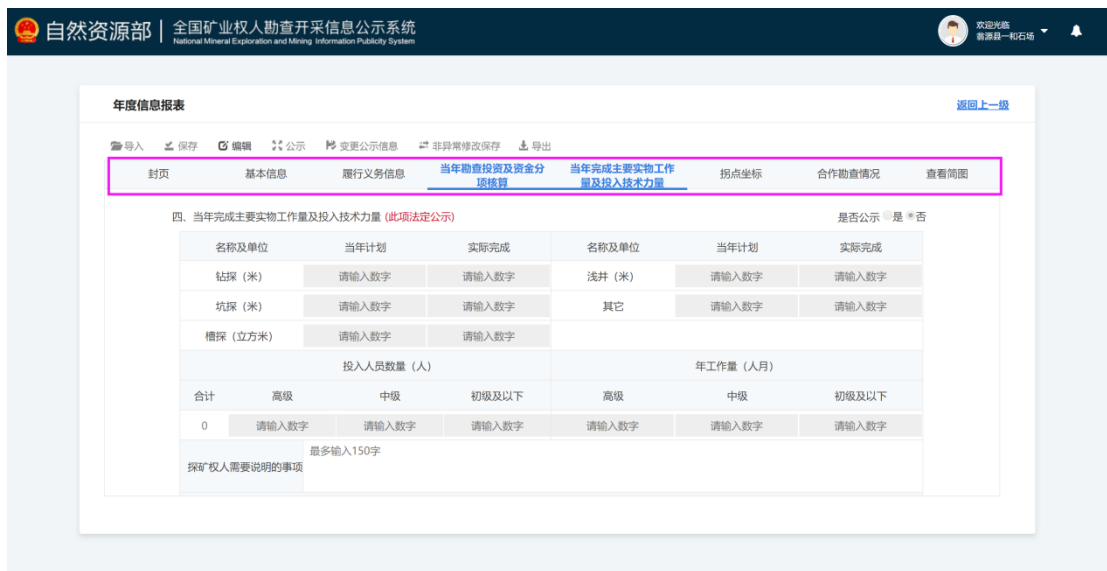 自然资源部 全国矿业权人勘查开采信息公示系统
National Mineral Exploration and Mining Information Publicity System
欢迎光临
翁源县一和石场
年度信息报表 返回上一级
导入 保存 编辑 公示 变更公示信息 非异常修改保存 导出
封页 基本信息 履行义务信息 当年勘查投资及资金分项核算 当年完成主要实物工作量及投入技术力量 拐点坐标 合作勘查情况 查看简图
四、当年完成主要实物工作量及投入技术力量 (此项法定公示) 是否公示 是 否
名称及单位 当年计划 实际完成 名称及单位 当年计划 实际完成
钻探（米） 请输入数字 请输入数字 浅井（米） 请输入数字 请输入数字
坑探（米） 请输入数字 请输入数字 其它 请输入数字 请输入数字
槽探（立方米） 请输入数字 请输入数字
投入人员数量（人） 年工作量（人月）
合计 高级 中级 初级及以下 高级 中级 初级及以下
0 请输入数字 请输入数字 请输入数字 请输入数字 请输入数字 请输入数字
探矿权人需要说明的事项 最多输入150字